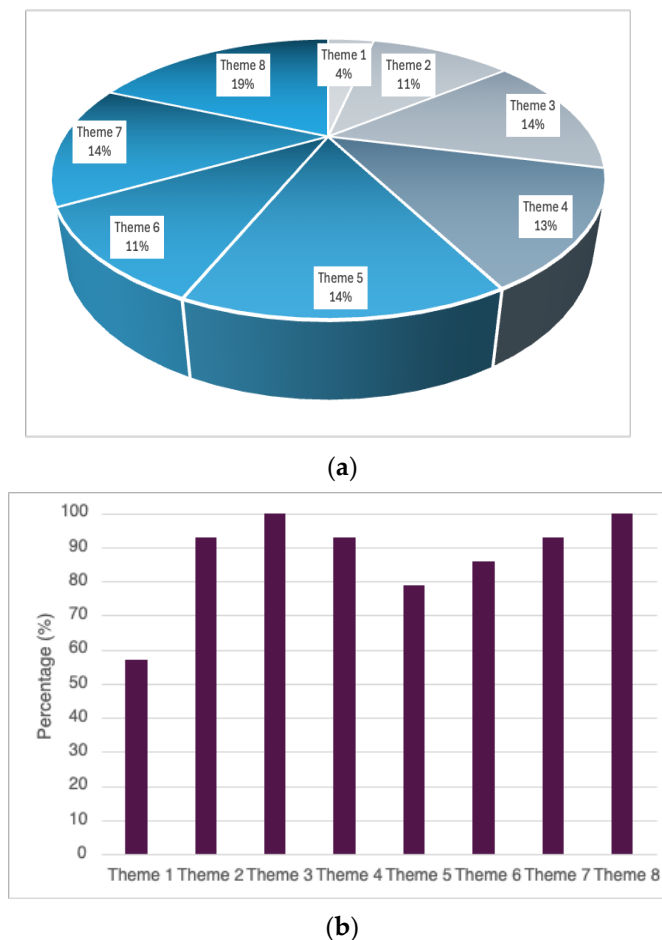 Theme 1
4%
Theme 2
11%
Theme 3
14%
Theme 4
13%
Theme 5
14%
Theme 6
11%
Theme 7
14%
Theme 8
19%
(a)
Percentage (%)
100
90
80
70
60
50
40
30
20
10
0
Theme 1 Theme 2 Theme 3 Theme 4 Theme 5 Theme 6 Theme 7 Theme 8
(b)